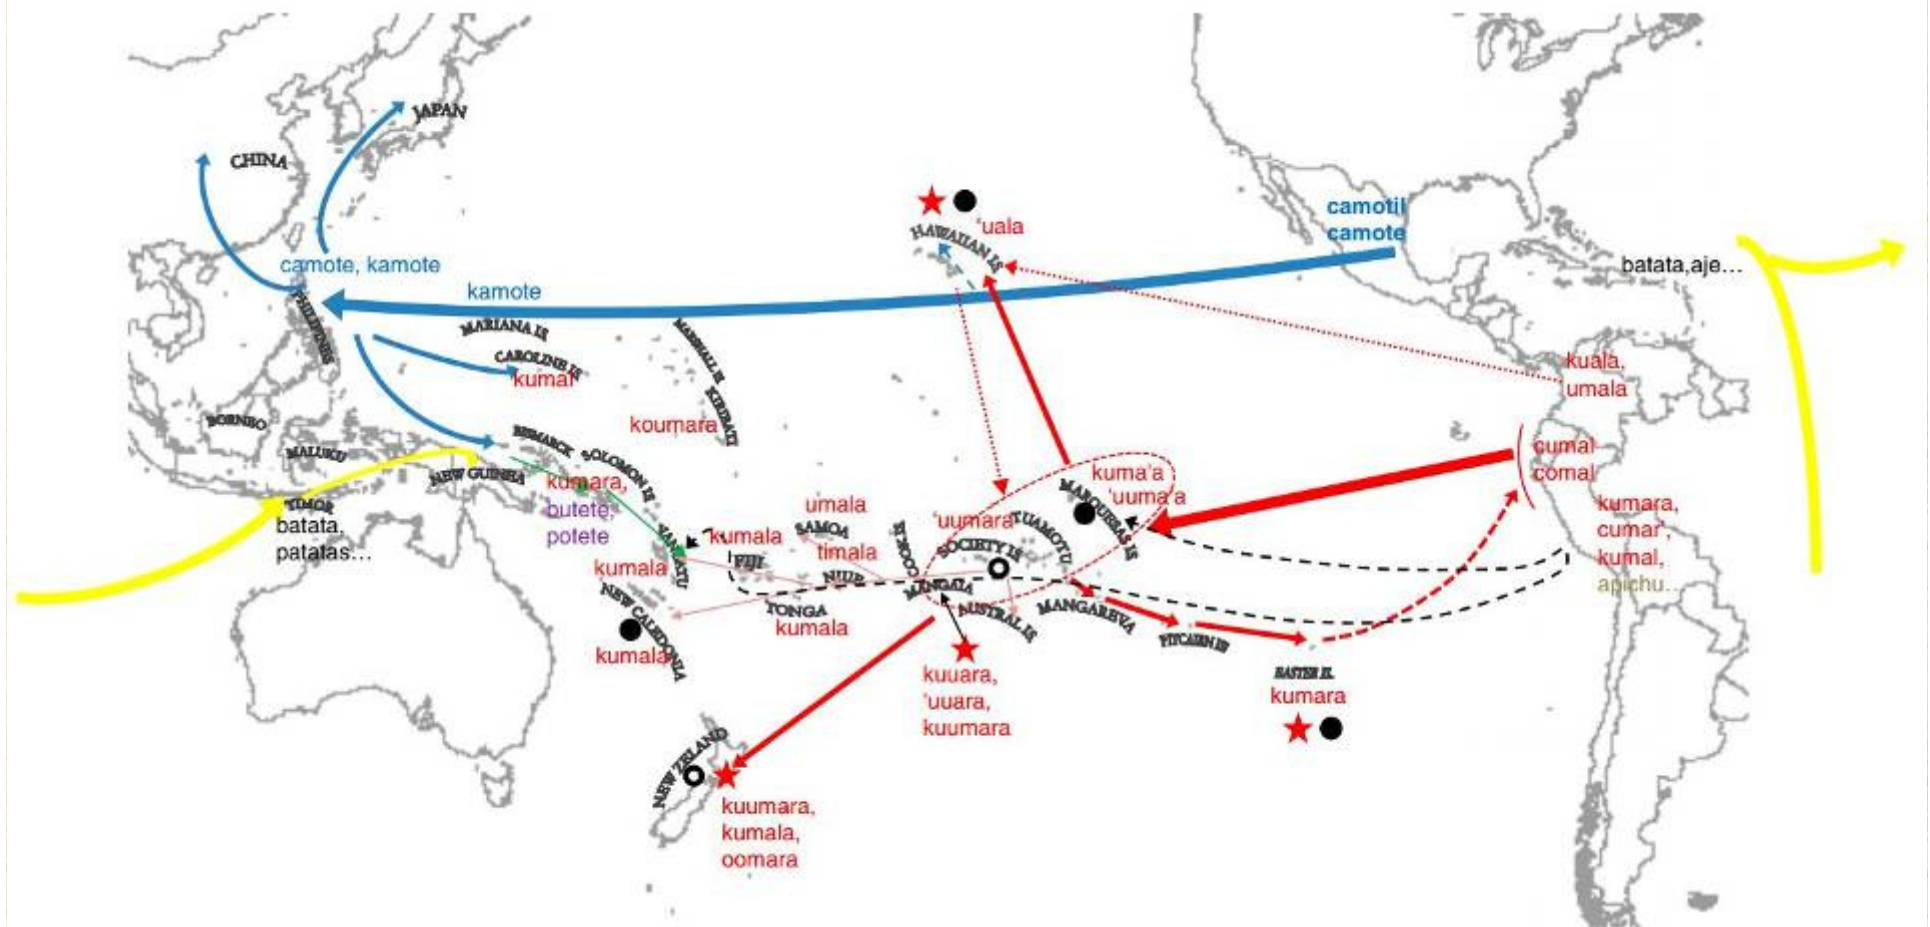 JAPAN
CHINA
camote, kamote
kamote
PHILIPPINES
MARIANA IS
CAROLINE IS
kumal
MARSHALL IS
KIRIBATI
koumara
BORNEO
MALUKU
TIMOR
batata,
patatas...
NEW GUINEA
BISMARCK
SOLOMON IS
kumara,
butete,
potete
VANUATU
kumala
NEW CALEDONIA
kumala
kumala
FIJI
umala
SAMOA
timala
NIUE
TONGA
kumala
COOK IS
MANGAIA
'uumara
SOCIETY IS
TUAMOTU
AUSTRAL IS
MANGAREVA
kuma'a
'uuma'a
MARQUESAS IS
PITCAIRN IS
EASTER IS.
kumara
kuuara,
'uuara,
kuumara
NEW ZELAND
kuumara,
kumala,
oomara
'uala
HAWAIIAN IS
camotil
camote
batata,aje...
kuala,
umala
cumal
comal
kumara,
cumar',
kumal,
apichu...